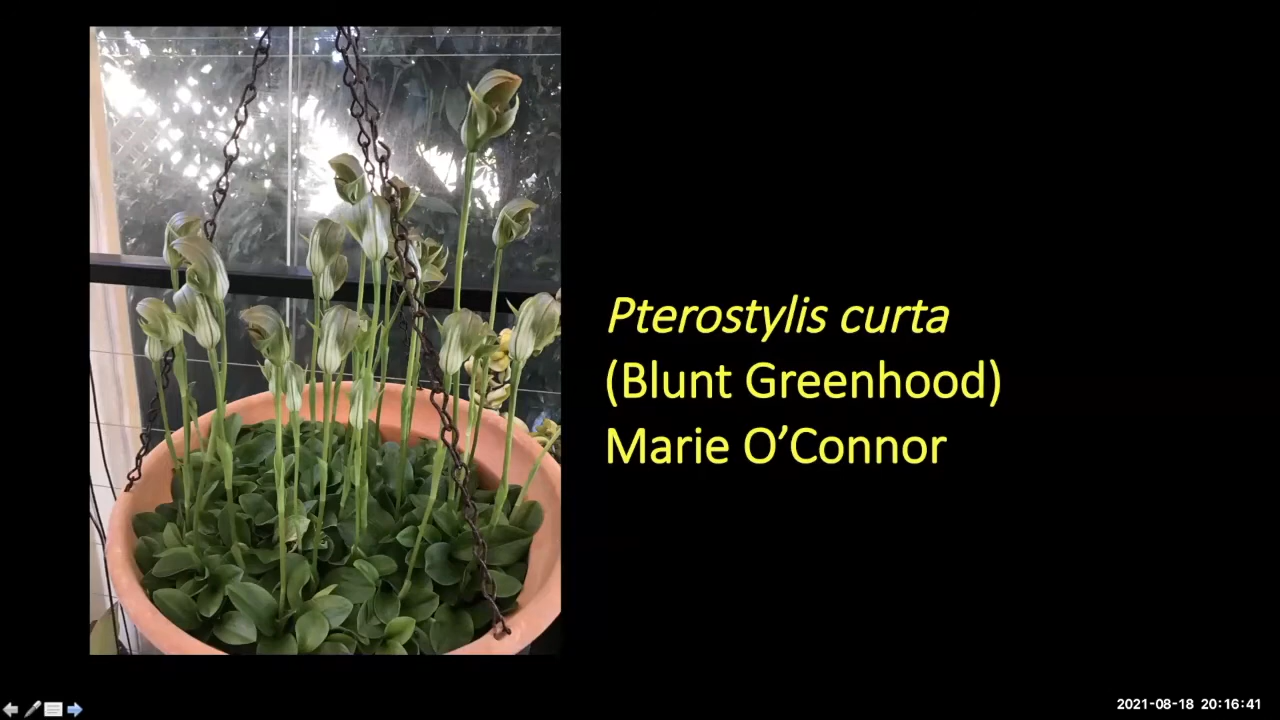 Pterostylis curta
(Blunt Greenhood)
Marie O’Connor
2021-08-18 20:16:41